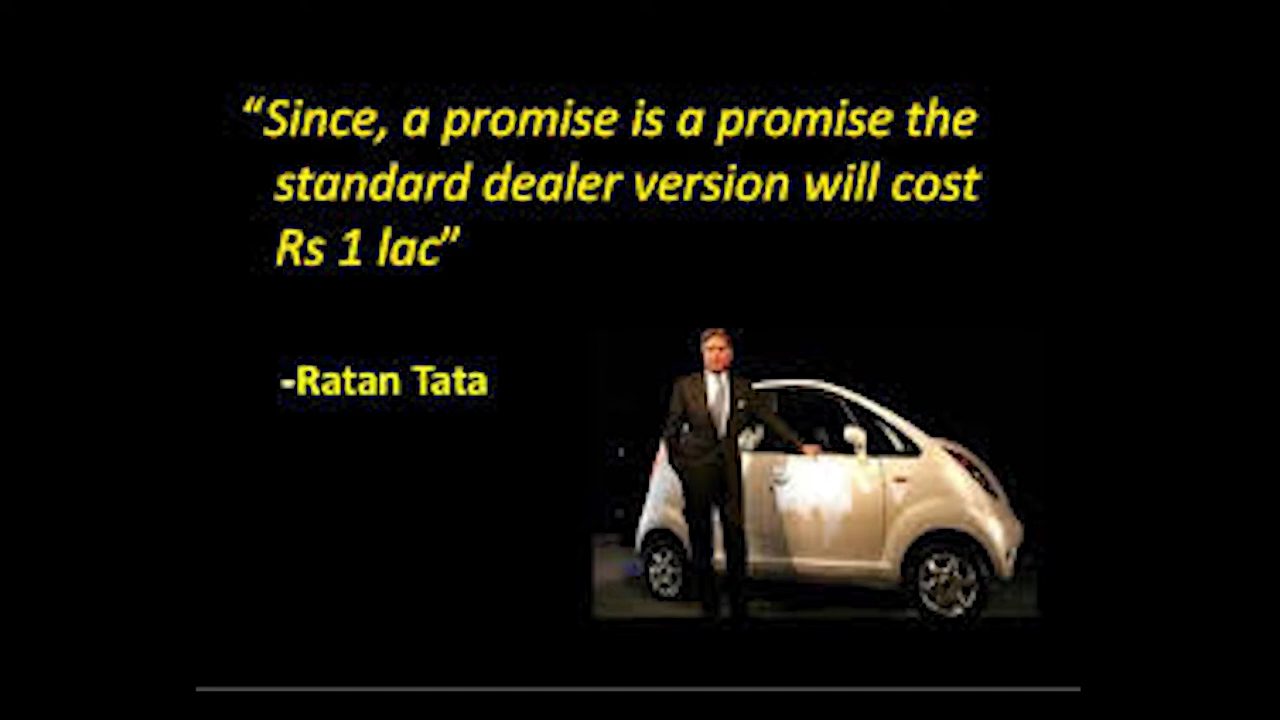 “Since, a promise is a promise the
standard dealer version will cost
Rs 1 lac”
-Ratan Tata